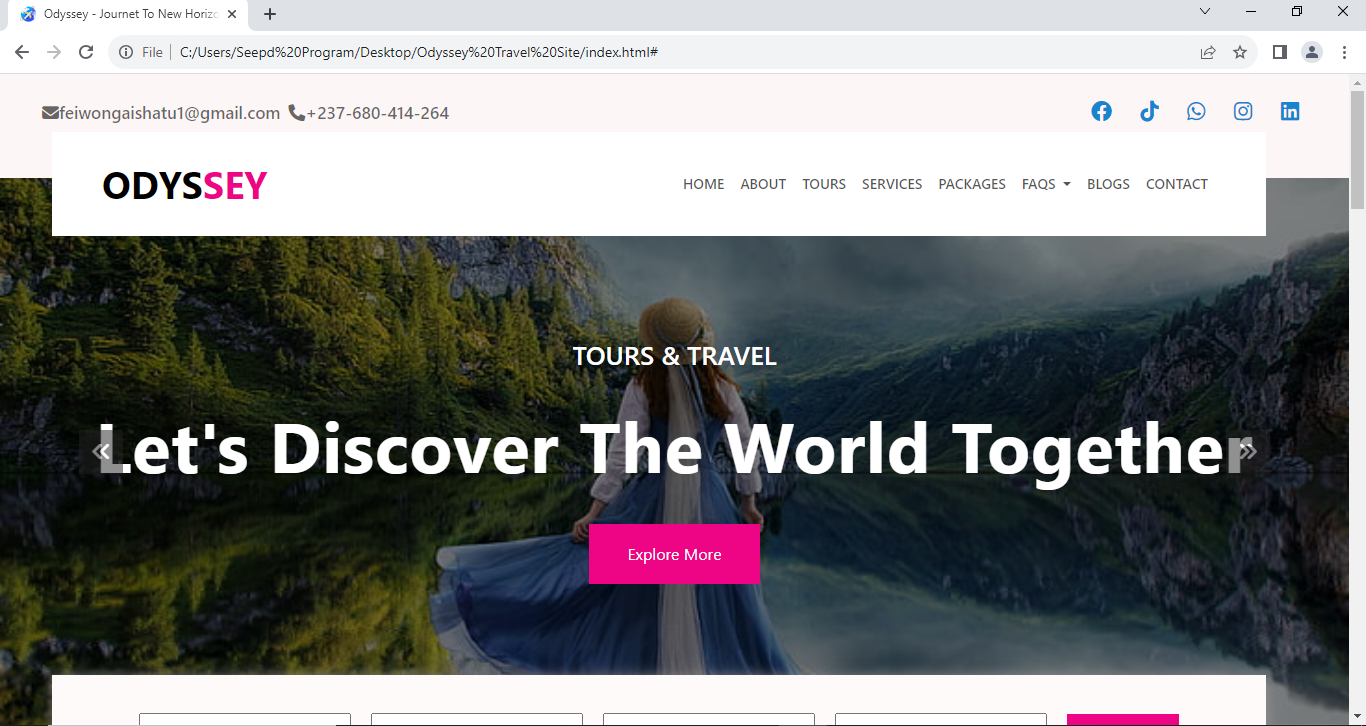 Odyssey - Journet To New Horizo
File C:/Users/Seepd%20Program/Desktop/Odyssey%20Travel%20Site/index.html#
feiwongaishatu1@gmail.com +237-680-414-264
ODYSSEY
HOME ABOUT TOURS SERVICES PACKAGES FAQS BLOGS CONTACT
TOURS & TRAVEL
Let's Discover The World Together
Explore More